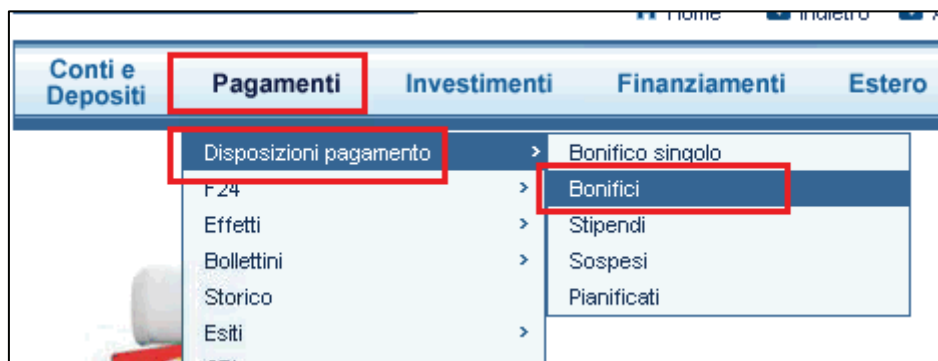 Home Indietro
Conti e
Depositi
Pagamenti Investimenti Finanziamenti Estero
Disposizioni pagamento >
F24 >
Effetti >
Bollettini >
Storico
Esiti >
Bonifico singolo
Bonifici
Stipendi
Sospesi
Pianificati